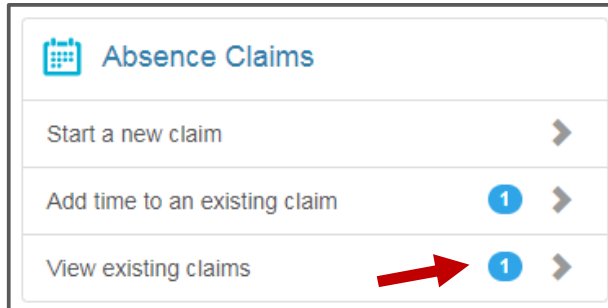 Absence Claims
Start a new claim
Add time to an existing claim 1
View existing claims 1